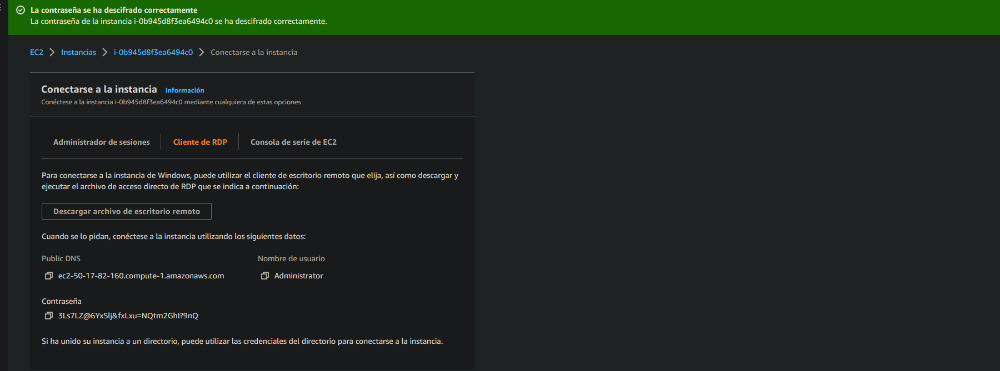 La contraseña se ha descifrado correctamente
La contraseña de la instancia i-0b945d8f3ea6494c0 se ha descifrado correctamente.
EC2 > Instancias > i-0b945d8f3ea6494c0 > Conectarse a la instancia
Conectarse a la instancia Información
Conéctese a la instancia i-0b945d8f3ea6494c0 mediante cualquiera de estas opciones
Administrador de sesiones Cliente de RDP Consola de serie de EC2
Para conectarse a la instancia de Windows, puede utilizar el cliente de escritorio remoto que elija, así como descargar y
ejecutar el archivo de acceso directo de RDP que se indica a continuación:
Descargar archivo de escritorio remoto
Cuando se lo pidan, conéctese a la instancia utilizando los siguientes datos:
Public DNS Nombre de usuario
ec2-50-17-82-160.compute-1.amazonaws.com Administrator
Contraseña
3Ls7LZ@6YxSlj&fxLxu=NQtm2GhI?9nQ
Si ha unido su instancia a un directorio, puede utilizar las credenciales del directorio para conectarse a la instancia.